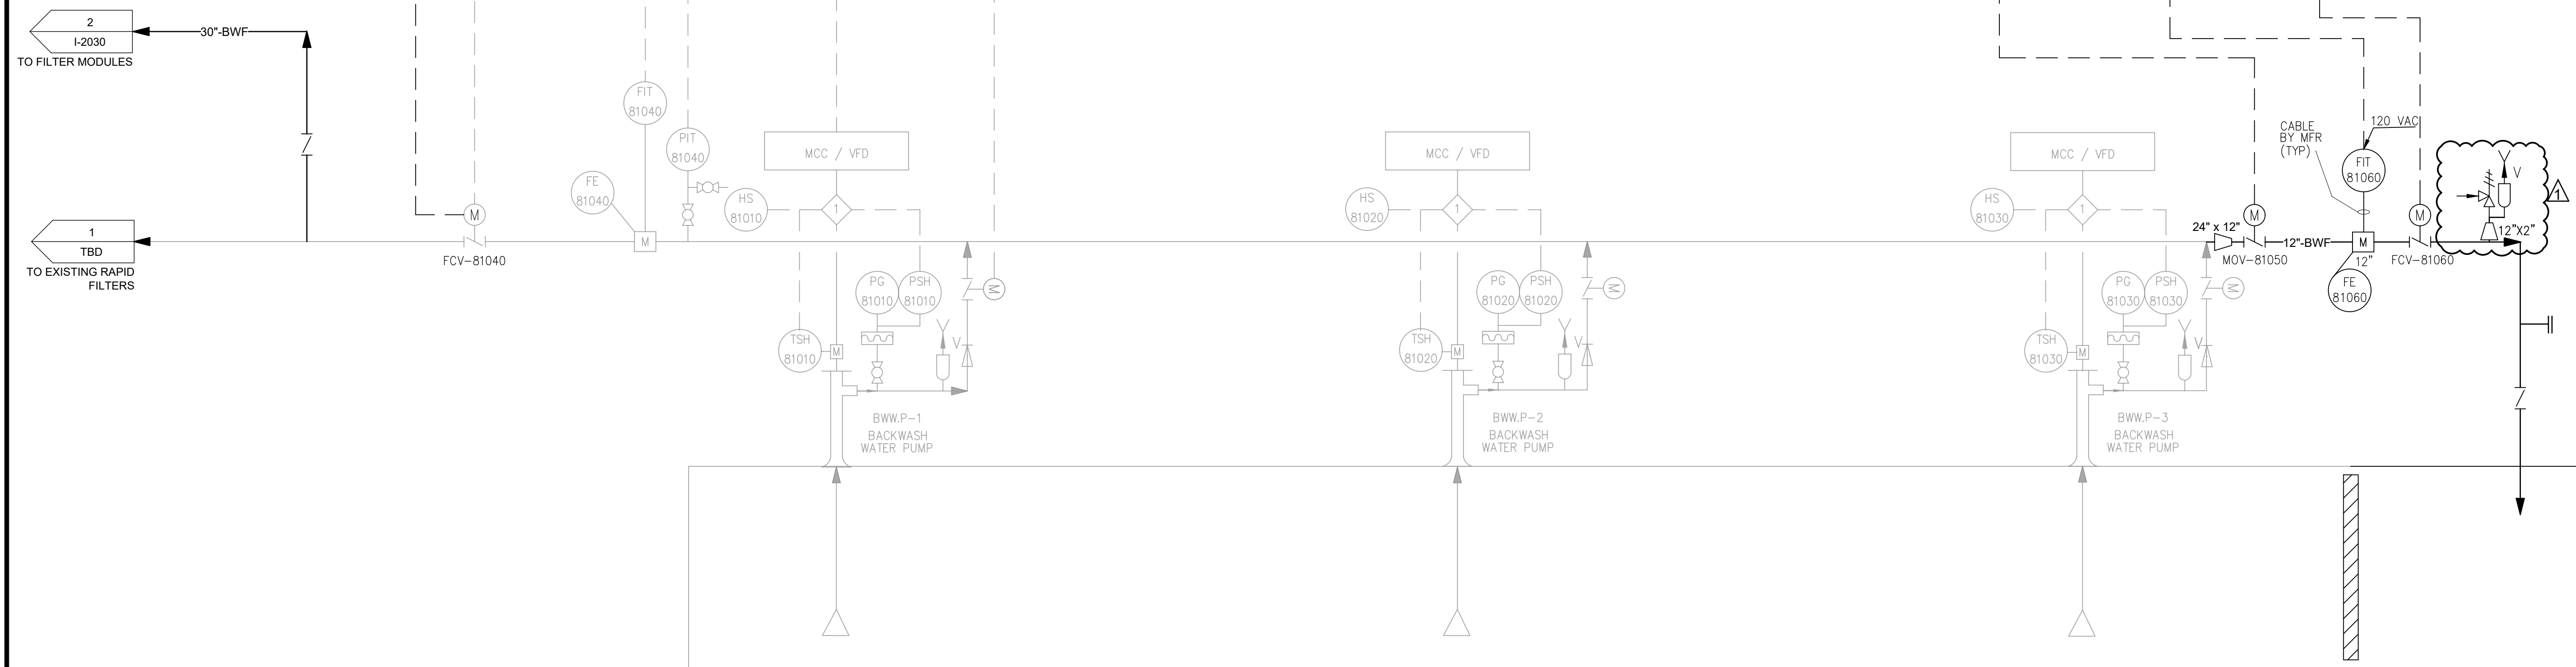 2
I-2030
TO FILTER MODULES
30"-BWF
1
TBD
TO EXISTING RAPID
FILTERS
M
FCV-81040
FE
81040
FIT
81040
M
PIT
81040
HS
81010
MCC / VFD
1
TSH
81010
M
PG
81010
PSH
81010
V
M
BWW.P-1
BACKWASH
WATER PUMP
HS
81020
MCC / VFD
1
TSH
81020
M
PG
81020
PSH
81020
V
M
BWW.P-2
BACKWASH
WATER PUMP
HS
81030
MCC / VFD
1
TSH
81030
M
PG
81030
PSH
81030
V
M
BWW.P-3
BACKWASH
WATER PUMP
24" x 12"
M
MOV-81050
12"-BWF
CABLE
BY MFR
(TYP)
120 VAC
FIT
81060
M
12"
FE
81060
M
FCV-81060
V
12"X2"
1